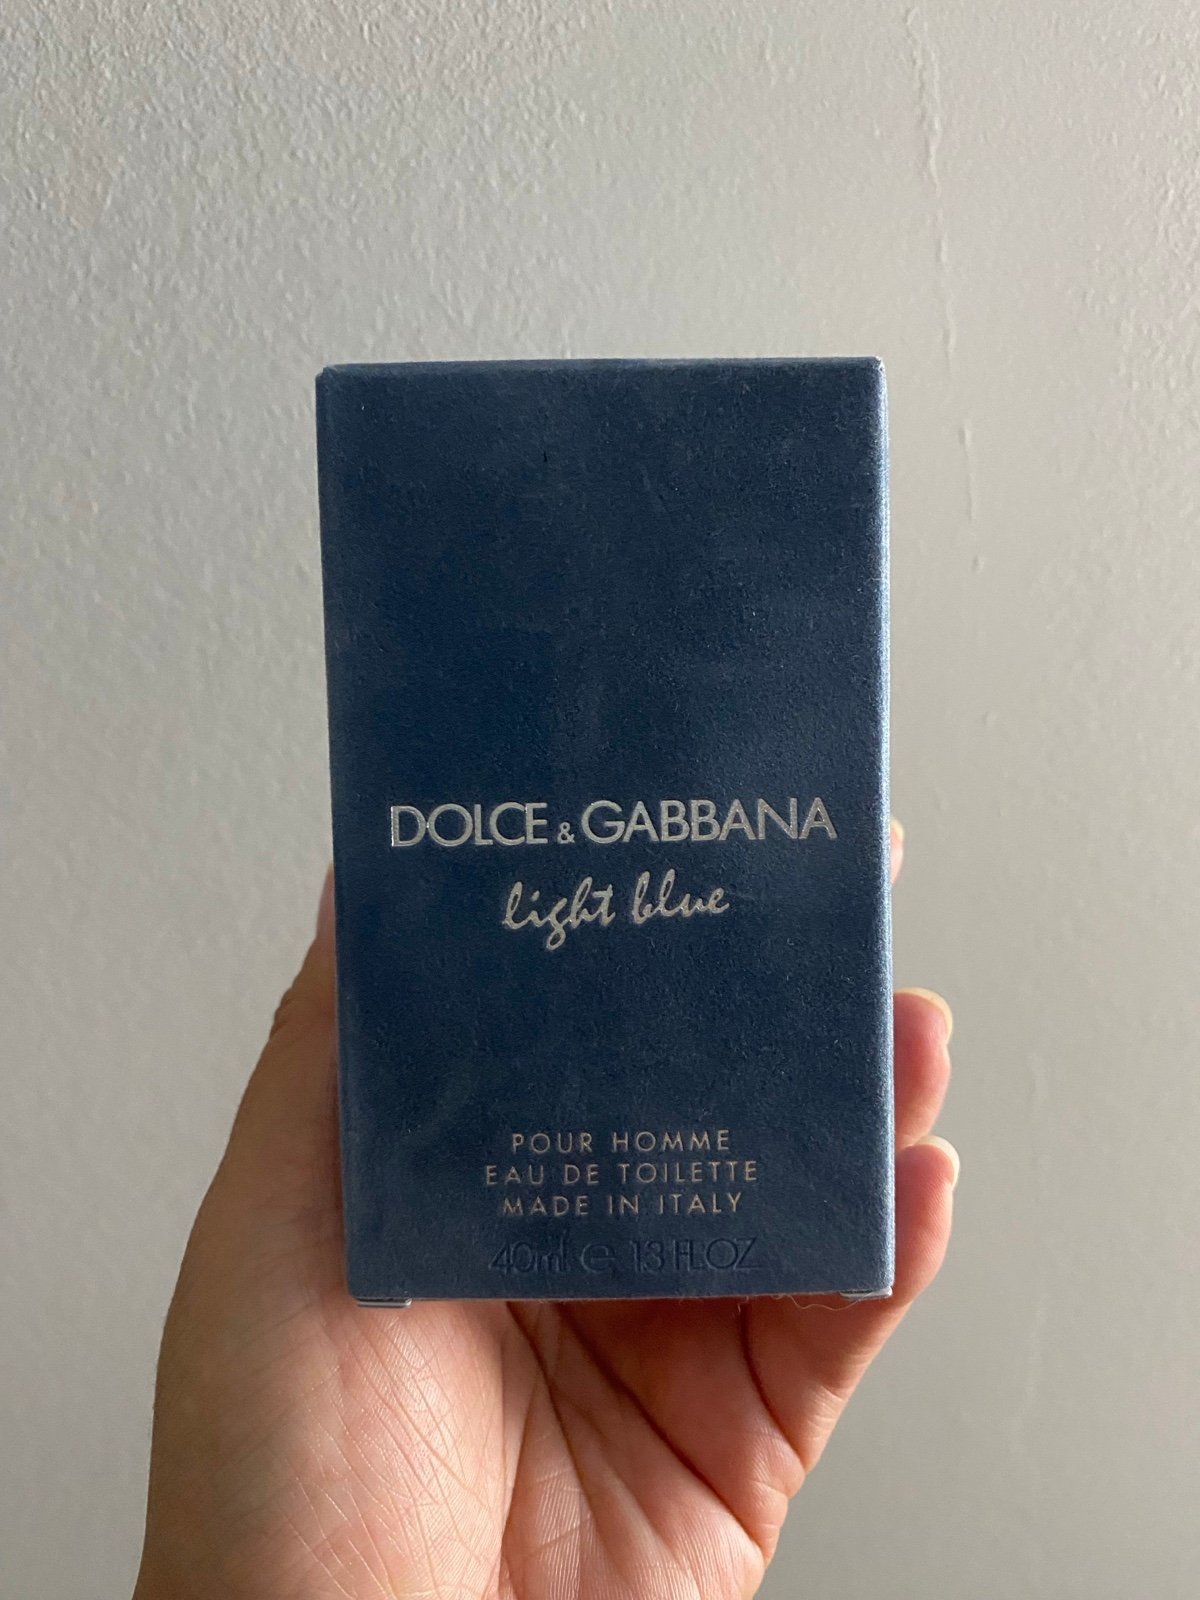 DOLCE & GABBANA
light blue
POUR HOMME
EAU DE TOILETTE
MADE IN ITALY
40ml ℮ 1.3 FL.OZ